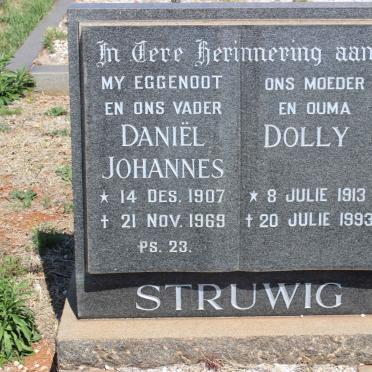 In Tere Herinnering aan
MY EGGENOOT
EN ONS VADER
DANIËL
JOHANNES
★ 14 DES. 1907
† 21 NOV. 1969
PS. 23.
ONS MOEDER
EN OUMA
DOLLY
★ 8 JULIE 1913
† 20 JULIE 1993
STRUWIG